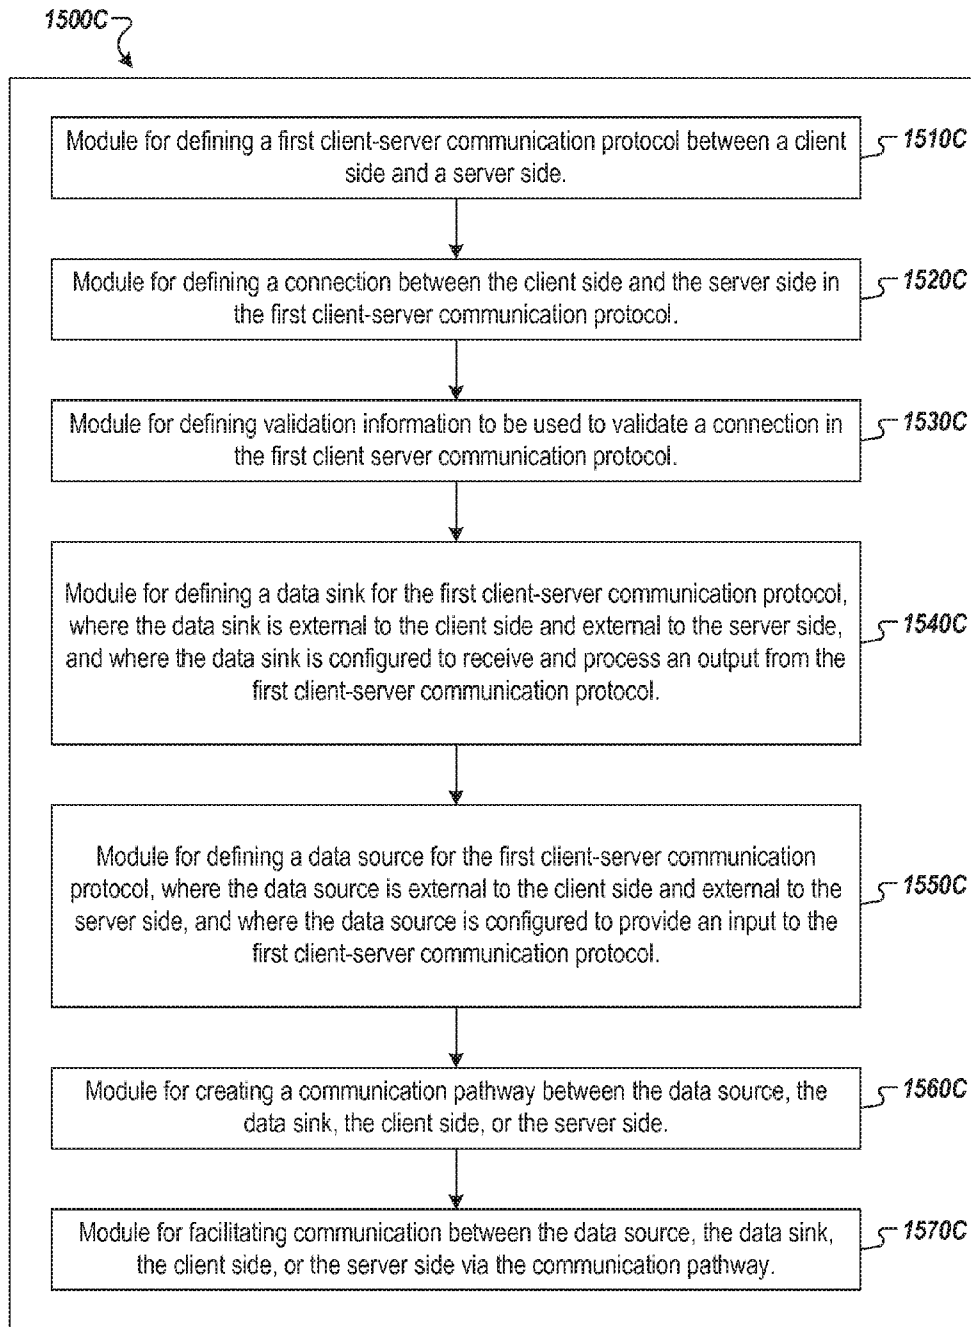 1500C
Module for defining a first client-server communication protocol between a client
side and a server side.
1510C
Module for defining a connection between the client side and the server side in
the first client-server communication protocol.
1520C
Module for defining validation information to be used to validate a connection in
the first client server communication protocol.
1530C
Module for defining a data sink for the first client-server communication protocol,
where the data sink is external to the client side and external to the server side,
and where the data sink is configured to receive and process an output from the
first client-server communication protocol.
1540C
Module for defining a data source for the first client-server communication
protocol, where the data source is external to the client side and external to the
server side, and where the data source is configured to provide an input to the
first client-server communication protocol.
1550C
Module for creating a communication pathway between the data source, the
data sink, the client side, or the server side.
1560C
Module for facilitating communication between the data source, the data sink,
the client side, or the server side via the communication pathway.
1570C